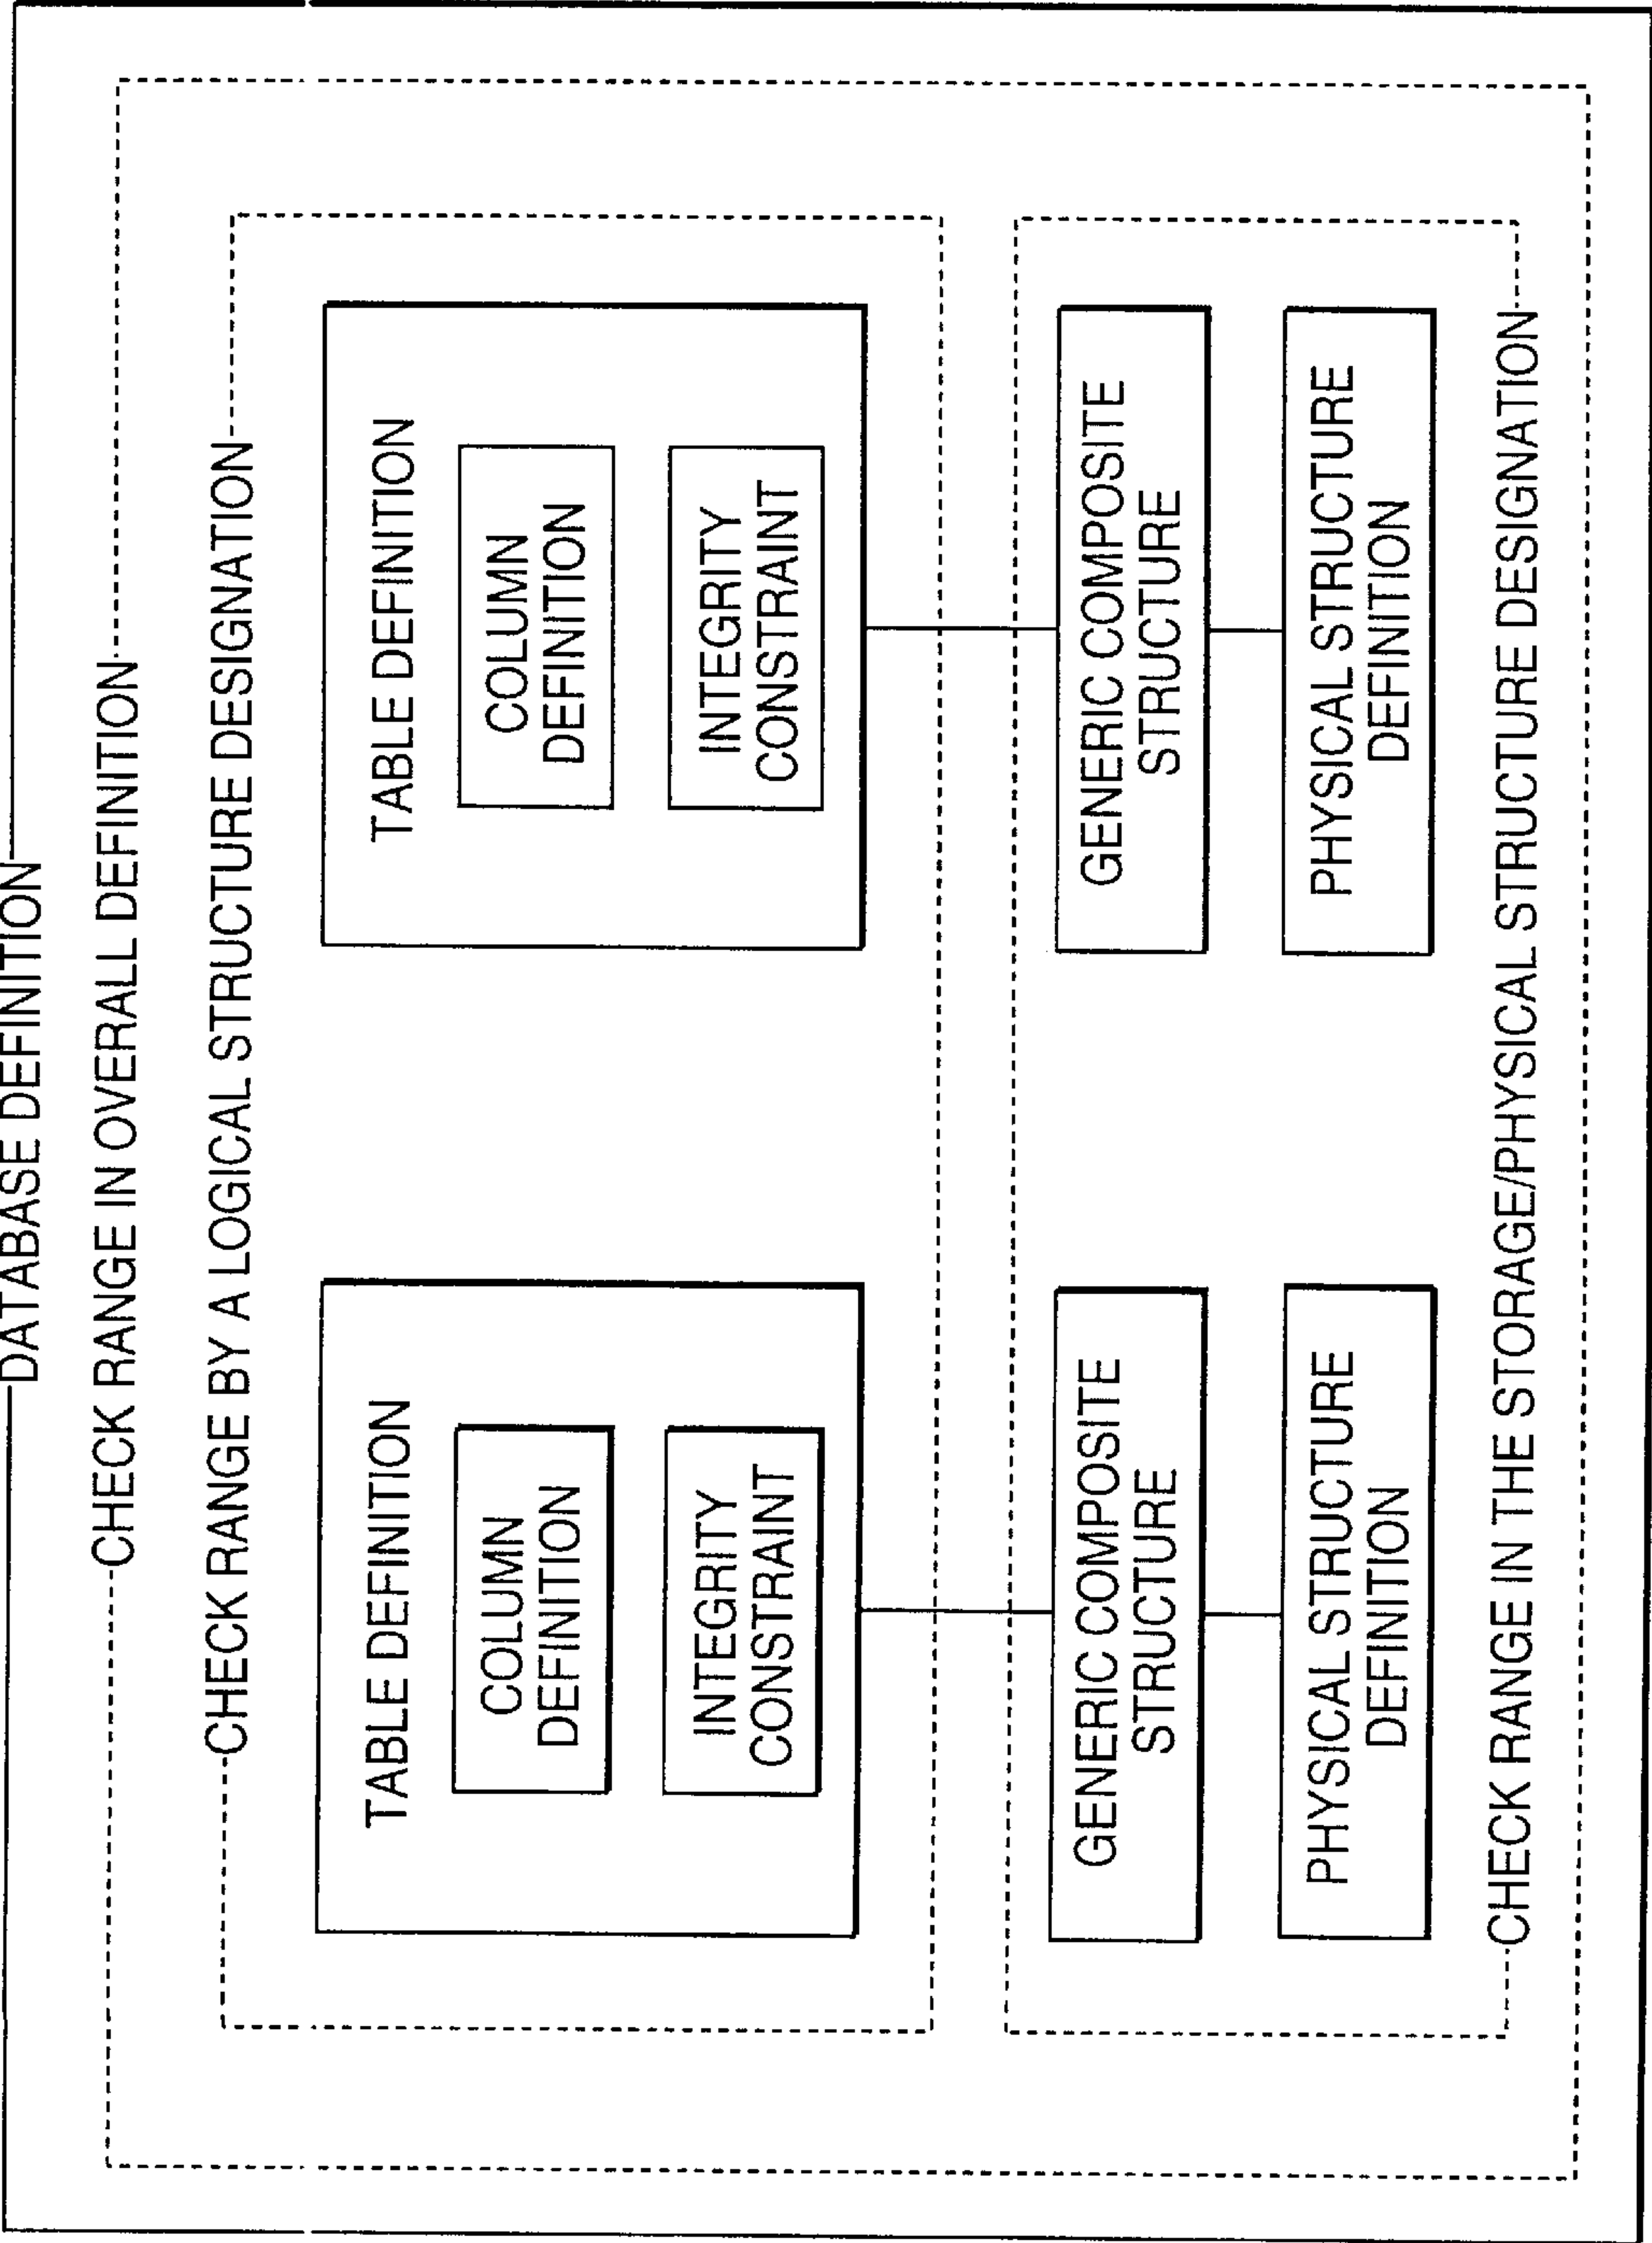 DATABASE DEFINITION
CHECK RANGE IN OVERALL DEFINITION
CHECK RANGE BY A LOGICAL STRUCTURE DESIGNATION
TABLE DEFINITION
COLUMN
DEFINITION
INTEGRITY
CONSTRAINT
GENERIC COMPOSITE
STRUCTURE
PHYSICAL STRUCTURE
DEFINITION
TABLE DEFINITION
COLUMN
DEFINITION
INTEGRITY
CONSTRAINT
GENERIC COMPOSITE
STRUCTURE
PHYSICAL STRUCTURE
DEFINITION
CHECK RANGE IN THE STORAGE/PHYSICAL STRUCTURE DESIGNATION